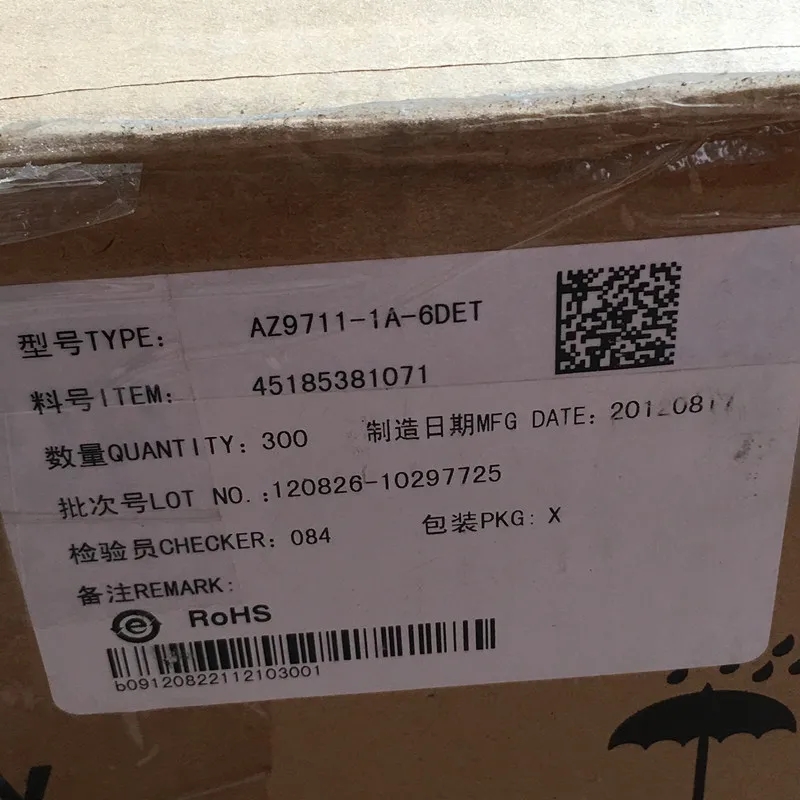 型号TYPE: AZ9711-1A-6DET
料号ITEM: 45185381071
数量QUANTITY: 300 制造日期MFG DATE:
批次号LOT NO.:120826-10297725
检验员CHECKER: 084 包装PKG: X
备注REMARK:
e RoHS
b09120822112103001